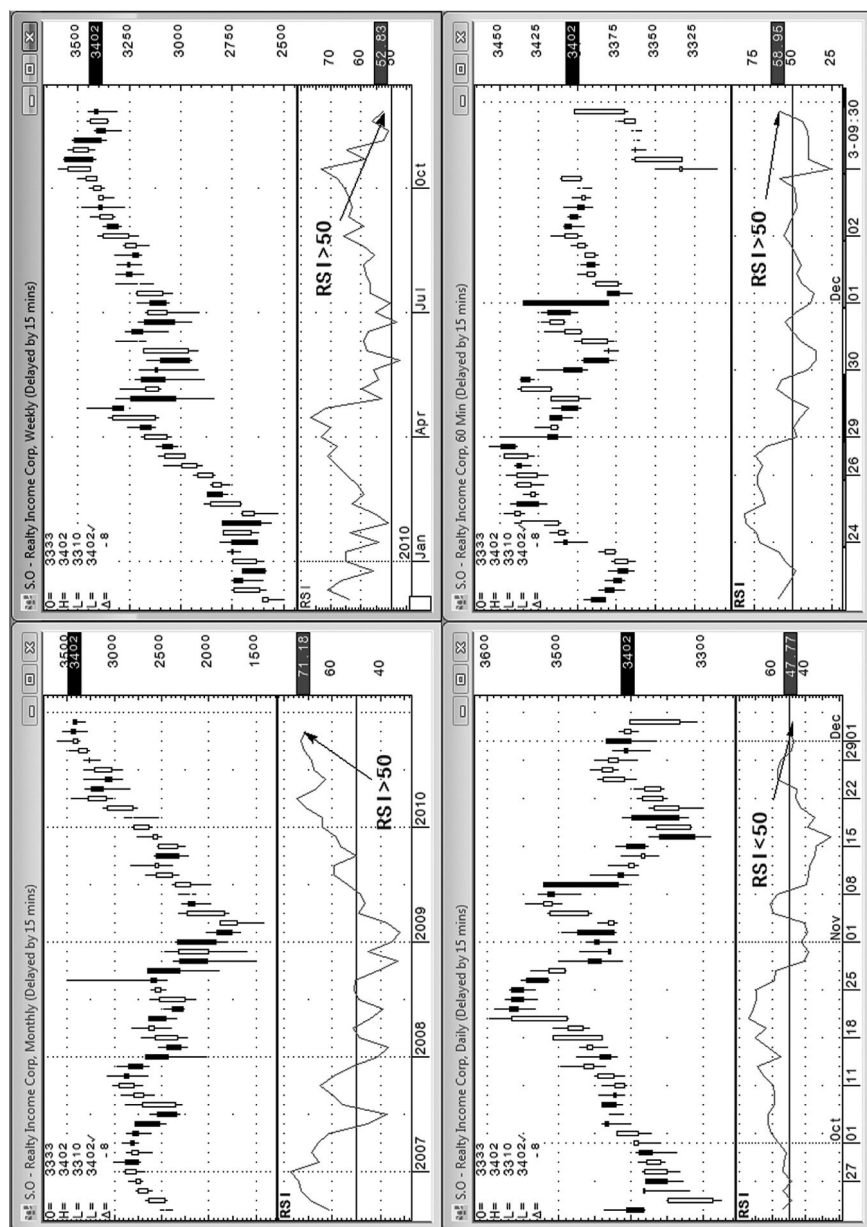 S.O - Realty Income Corp, Monthly (Delayed by 15 mins)
O= 3333
H= 3402
L= 3310
L= 3402✓
Δ= -8
3500
3402
3000
2500
2000
1500
RSI
71.18
60
40
RSI>50
2007
2008
2009
2010
S.O - Realty Income Corp, Weekly (Delayed by 15 mins)
O= 3333
H= 3402
L= 3310
L= 3402✓
Δ= -8
3500
3402
3250
3000
2750
2500
RSI
70
60
52.83
50
RSI>50
2010
Jan
Apr
Jul
Oct
S.O - Realty Income Corp, Daily (Delayed by 15 mins)
O= 3333
H= 3402
L= 3310
L= 3402✓
Δ= -8
3600
3500
3402
3300
RSI
60
47.77
40
RSI<50
Oct
Nov
Dec
27
01
11
18
25
01
08
15
22
29
01
S.O - Realty Income Corp, 60 Min (Delayed by 15 mins)
O= 3333
H= 3402
L= 3310
L= 3402✓
Δ= -8
3450
3425
3402
3375
3350
3325
RSI
75
58.95
50
25
RSI>50
Dec
24
26
29
30
01
02
3-09:30